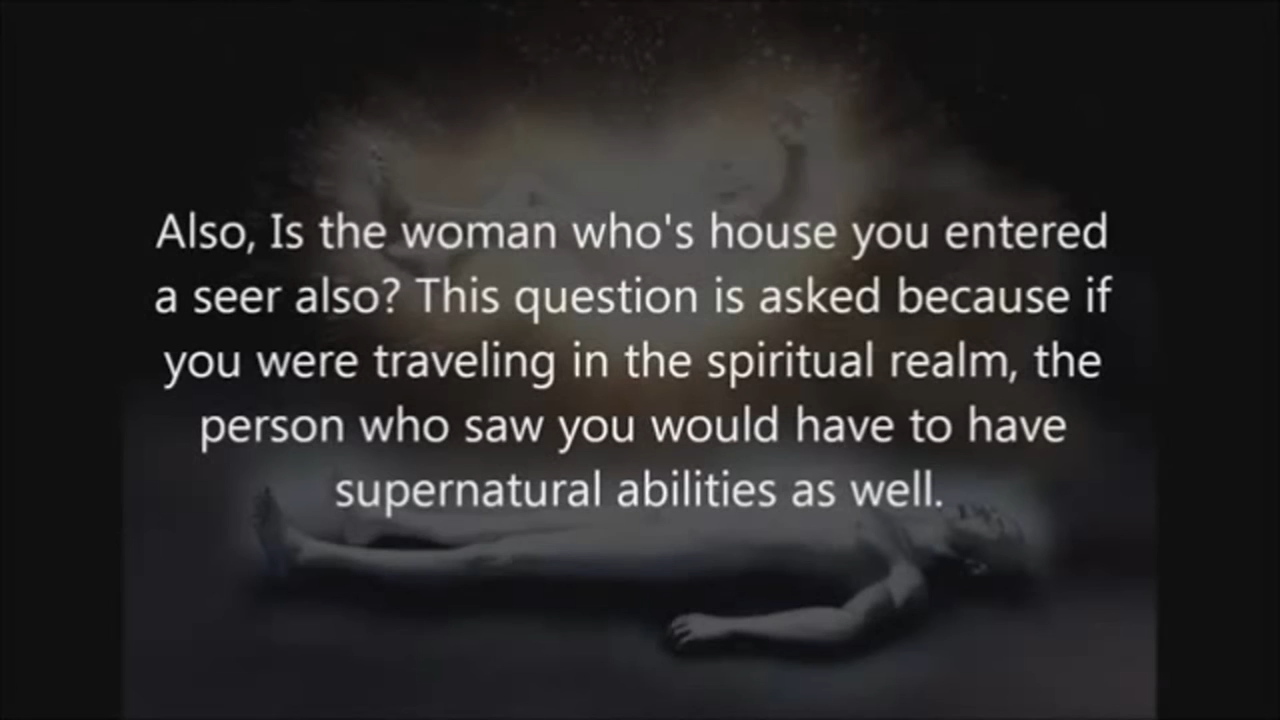 Also, Is the woman who's house you entered
a seer also? This question is asked because if
you were traveling in the spiritual realm, the
person who saw you would have to have
supernatural abilities as well.